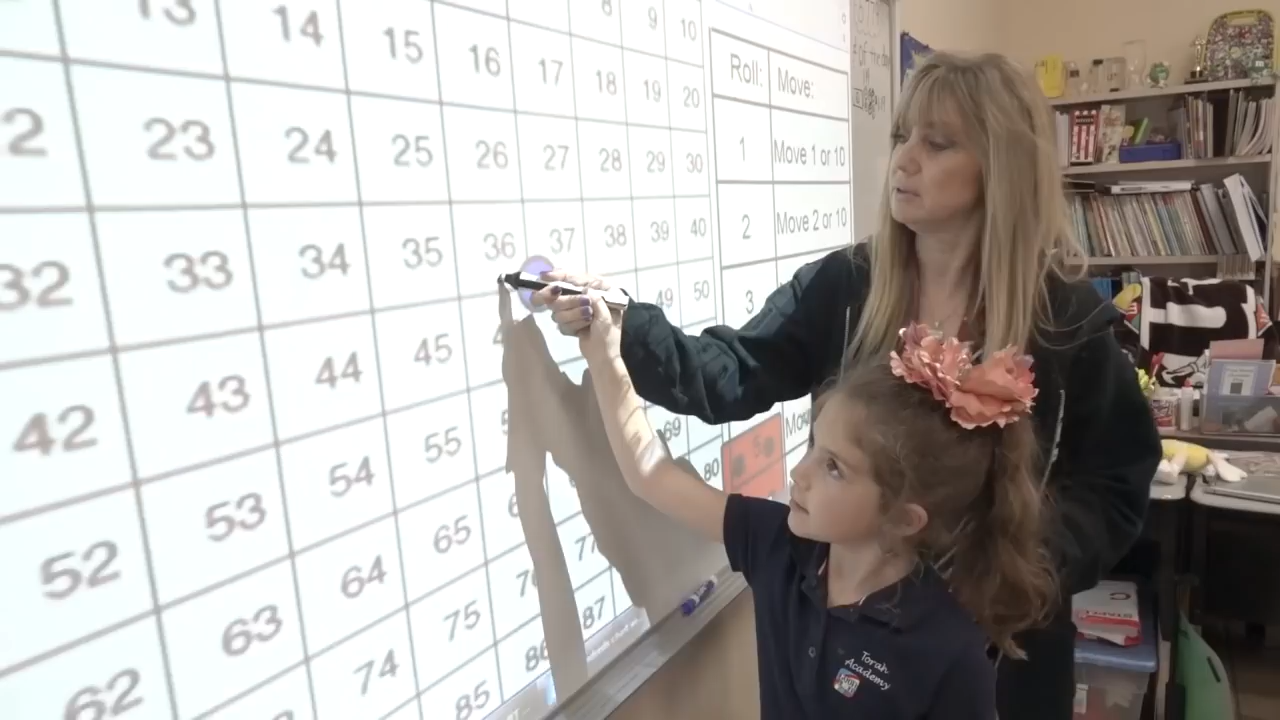 13 14 15 16 8 9 10
17 18 19 20
22 23 24 25 26 27 28 29 30
32 33 34 35 36 37 38 39 40
42 43 44 45 49 50
52 53 54 55
69
62 63 64 65 80
74 75 77
85 86 87
Roll: Move:
1 Move 1 or 10
2 Move 2 or 10
3
Torah
Academy